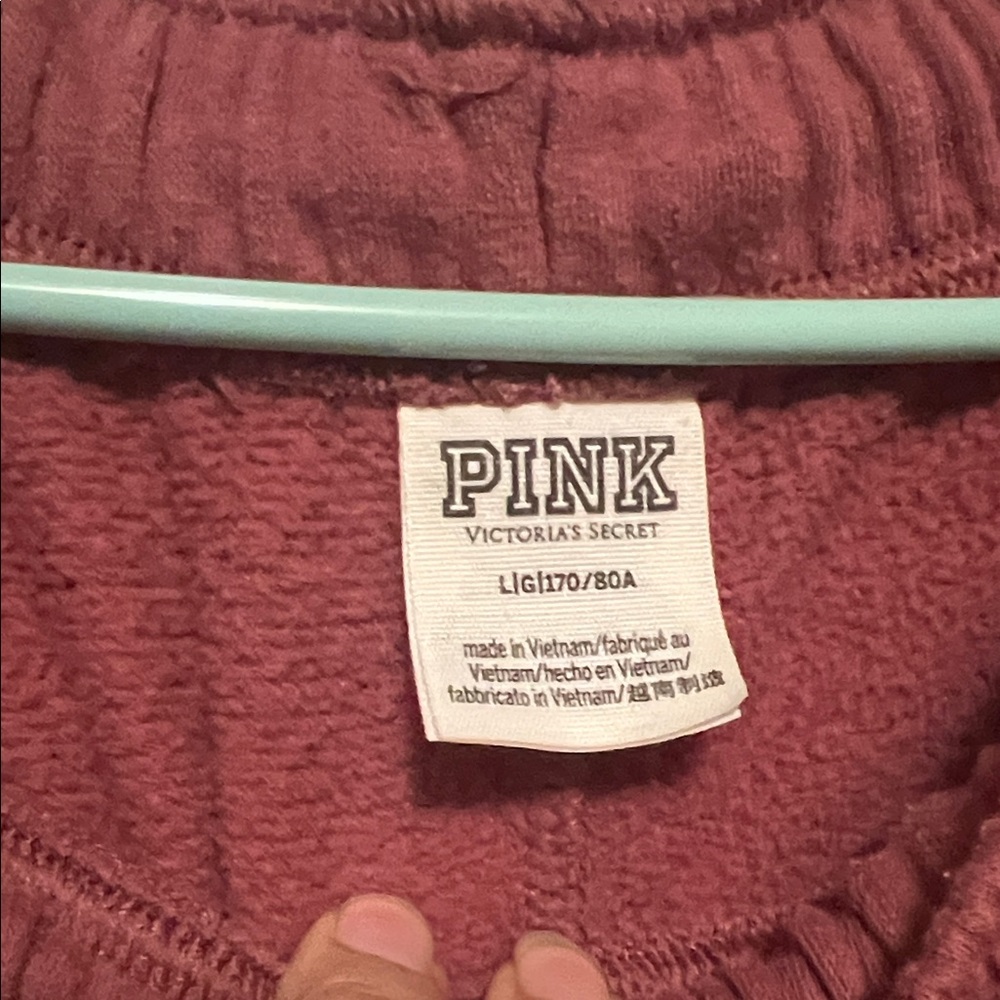 PINK
VICTORIA'S SECRET
L|G|170/80A
made in Vietnam/fabriqué au
Vietnam/hecho en Vietnam/
fabbricato in Vietnam/越南制造